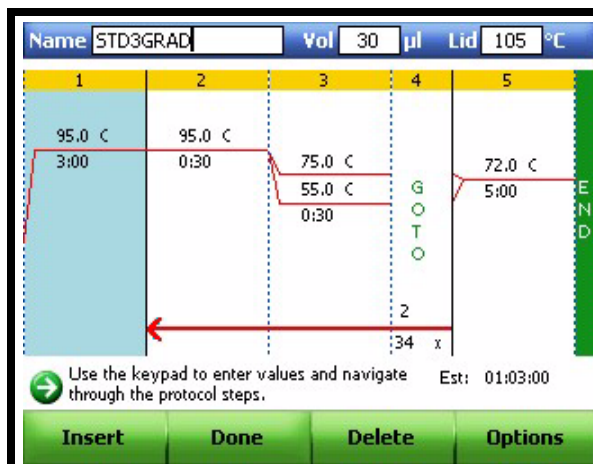 Name STD3GRAD Vol 30 µl Lid 105 °C
1 2 3 4 5
95.0 C 95.0 C 75.0 C 72.0 C
3:00 0:30 55.0 C 5:00
0:30
GOTO
END
2
34 x
Use the keypad to enter values and navigate
through the protocol steps.
Est: 01:03:00
Insert Done Delete Options